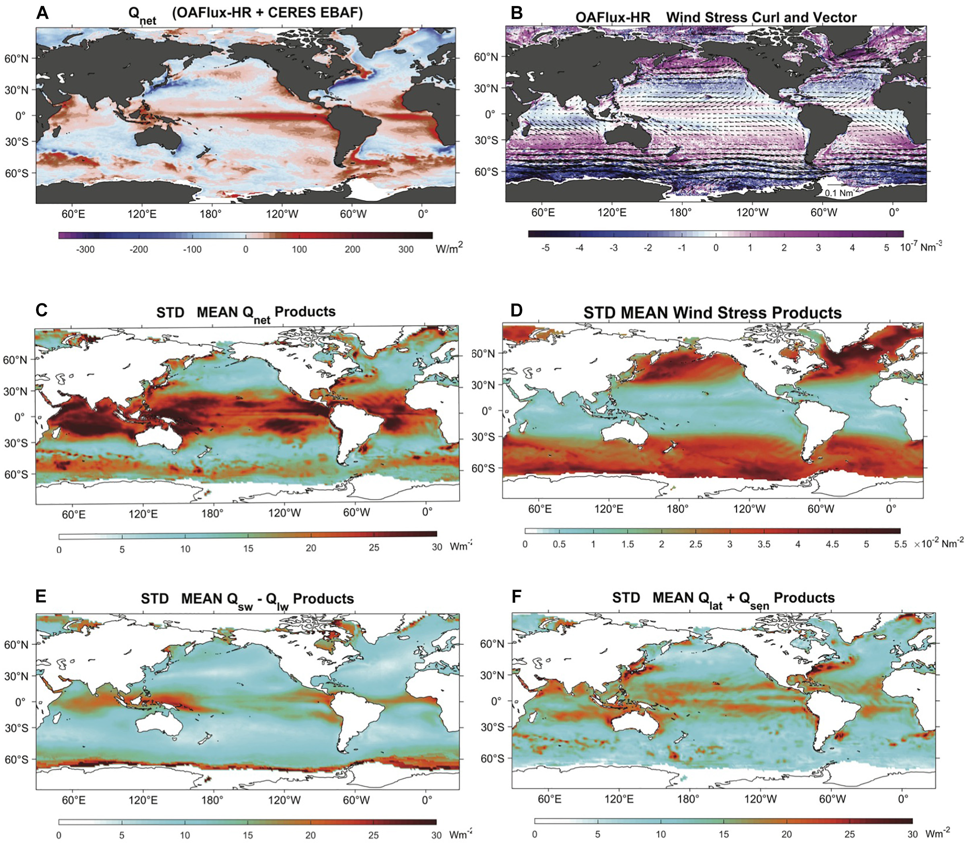 A
Q_net (OAFlux-HR + CERES EBAF)
60°N
30°N
0°
30°S
60°S
60°E 120°E 180° 120°W 60°W 0°
-300 -200 -100 0 100 200 300 W/m²
B
OAFlux-HR Wind Stress Curl and Vector
60°N
30°N
0°
30°S
60°S
0.1 Nm
60°E 120°E 180° 120°W 60°W 0°
-5 -4 -3 -2 -1 0 1 2 3 4 5 10⁻⁷ Nm⁻³
C
STD MEAN Q_net Products
60°N
30°N
0°
30°S
60°S
60°E 120°E 180° 120°W 60°W 0°
0 5 10 15 20 25 30 Wm⁻²
D
STD MEAN Wind Stress Products
60°N
30°N
0°
30°S
60°S
60°E 120°E 180° 120°W 60°W 0°
0 0.5 1 1.5 2 2.5 3 3.5 4 4.5 5 5.5 ×10⁻² Nm⁻²
E
STD MEAN Q_sw - Q_lw Products
60°N
30°N
0°
30°S
60°S
60°E 120°E 180° 120°W 60°W 0°
0 5 10 15 20 25 30 Wm⁻²
F
STD MEAN Q_lat + Q_sen Products
60°N
30°N
0°
30°S
60°S
60°E 120°E 180° 120°W 60°W 0°
0 5 10 15 20 25 30 Wm⁻²